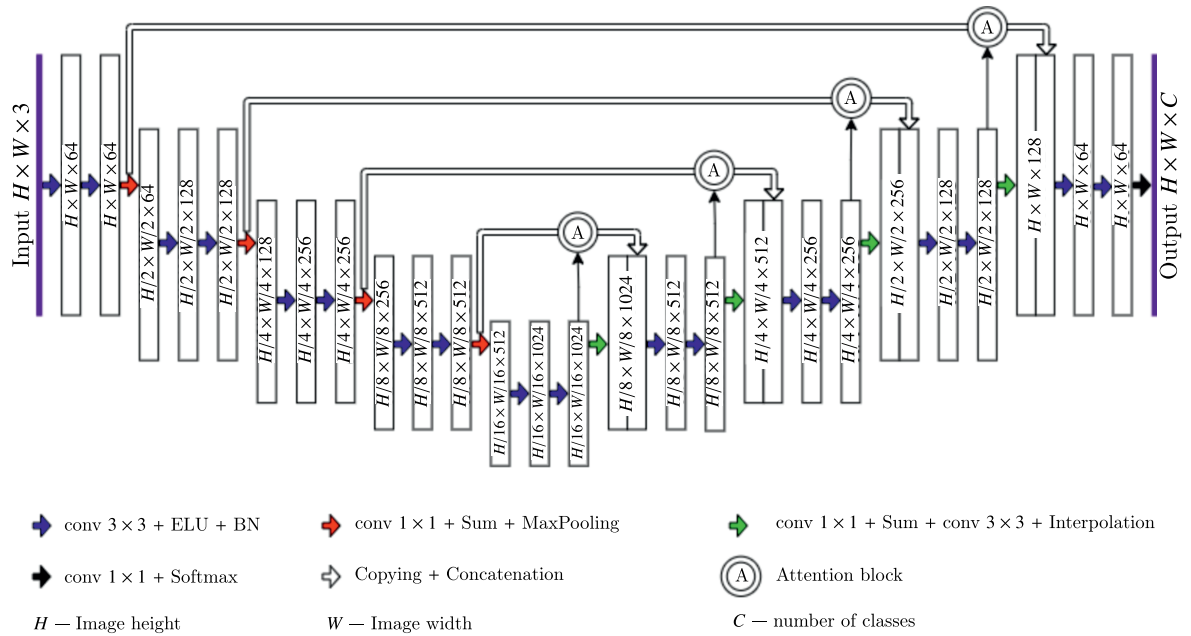 Input H × W × 3
H × W × 64
H × W × 64
H/2 × W/2 × 64
H/2 × W/2 × 128
H/2 × W/2 × 128
H/4 × W/4 × 128
H/4 × W/4 × 256
H/4 × W/4 × 256
H/8 × W/8 × 256
H/8 × W/8 × 512
H/8 × W/8 × 512
H/16 × W/16 × 512
H/16 × W/16 × 1024
H/16 × W/16 × 1024
A
H/8 × W/8 × 1024
H/8 × W/8 × 512
H/8 × W/8 × 512
A
H/4 × W/4 × 512
H/4 × W/4 × 256
H/4 × W/4 × 256
A
H/2 × W/2 × 256
H/2 × W/2 × 128
H/2 × W/2 × 128
A
H × W × 128
H × W × 64
H × W × 64
Output H × W × C
conv 3 × 3 + ELU + BN
conv 1 × 1 + Sum + MaxPooling
conv 1 × 1 + Sum + conv 3 × 3 + Interpolation
conv 1 × 1 + Softmax
Copying + Concatenation
A Attention block
H — Image height
W — Image width
C — number of classes